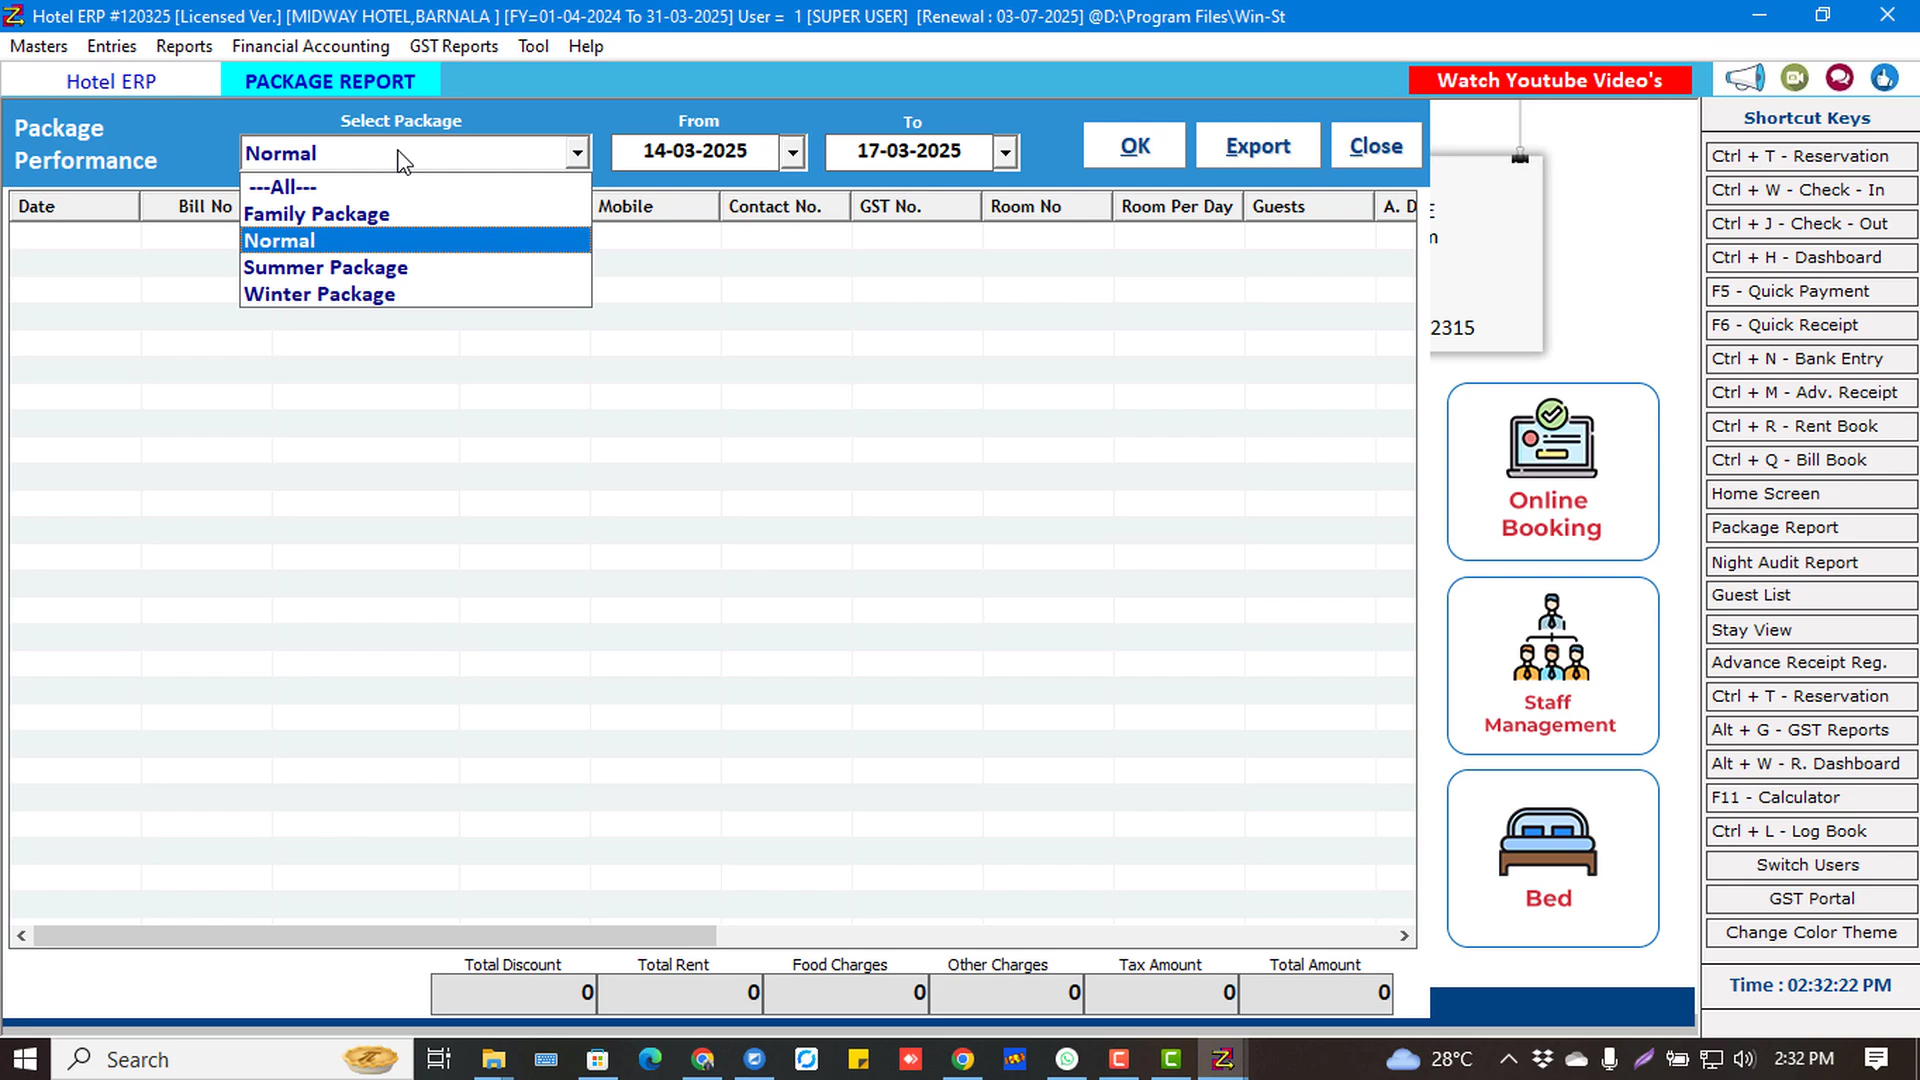 Hotel ERP #120325 [Licensed Ver.] [MIDWAY HOTEL,BARNALA ] [FY=01-04-2024 To 31-03-2025] User = 1 [SUPER USER] [Renewal : 03-07-2025] @D:\Program Files\Win-St
Masters Entries Reports Financial Accounting GST Reports Tool Help
Hotel ERP PACKAGE REPORT Watch Youtube Video's
Package
Performance
Select Package From To
Normal 14-03-2025 17-03-2025 OK Export Close
---All---
Family Package
Normal
Summer Package
Winter Package
Date Bill No Mobile Contact No. GST No. Room No Room Per Day Guests A. D
2315
Online
Booking
Staff
Management
Bed
Total Discount Total Rent Food Charges Other Charges Tax Amount Total Amount
0 0 0 0 0 0
Shortcut Keys
Ctrl + T - Reservation
Ctrl + W - Check - In
Ctrl + J - Check - Out
Ctrl + H - Dashboard
F5 - Quick Payment
F6 - Quick Receipt
Ctrl + N - Bank Entry
Ctrl + M - Adv. Receipt
Ctrl + R - Rent Book
Ctrl + Q - Bill Book
Home Screen
Package Report
Night Audit Report
Guest List
Stay View
Advance Receipt Reg.
Ctrl + T - Reservation
Alt + G - GST Reports
Alt + W - R. Dashboard
F11 - Calculator
Ctrl + L - Log Book
Switch Users
GST Portal
Change Color Theme
Time : 02:32:22 PM
Search 28°C 2:32 PM